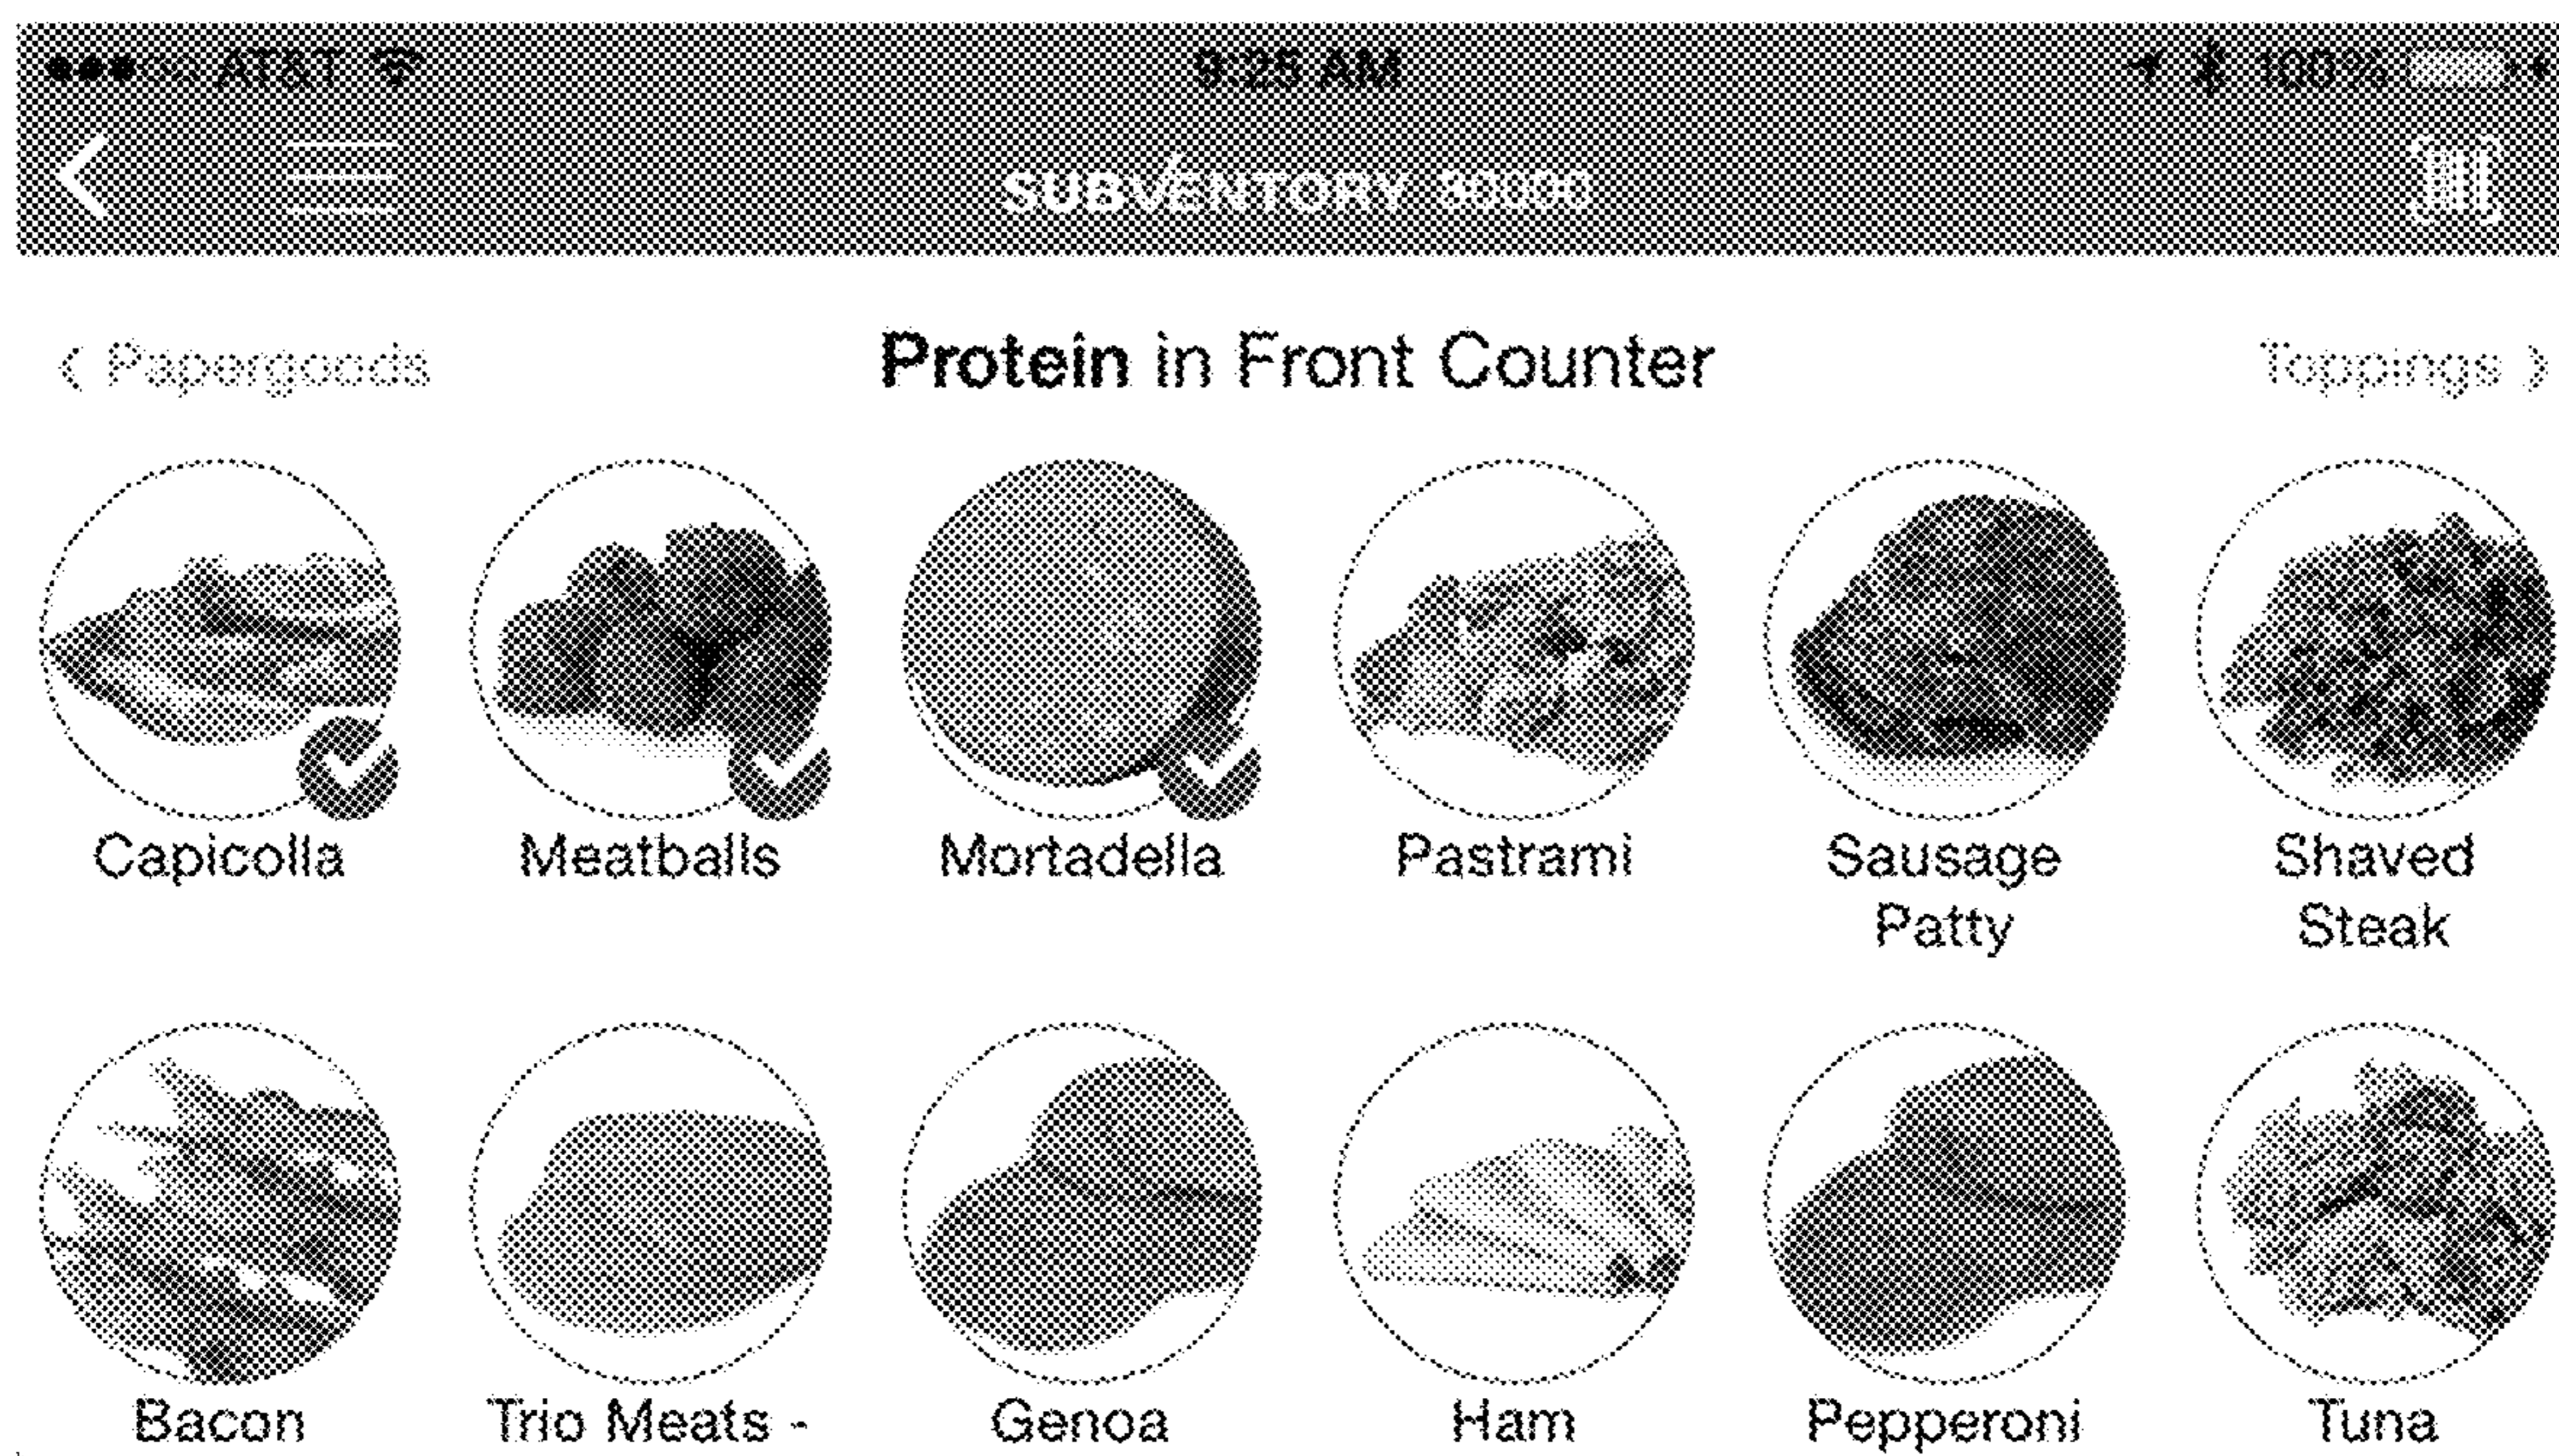 AT&T 9:25 AM 100%
SUBVENTORY 80000
< Papergoods Protein in Front Counter Toppings >
Capicolla Meatballs Mortadella Pastrami Sausage Patty Shaved Steak
Bacon Trio Meats - Genoa Ham Pepperoni Tuna